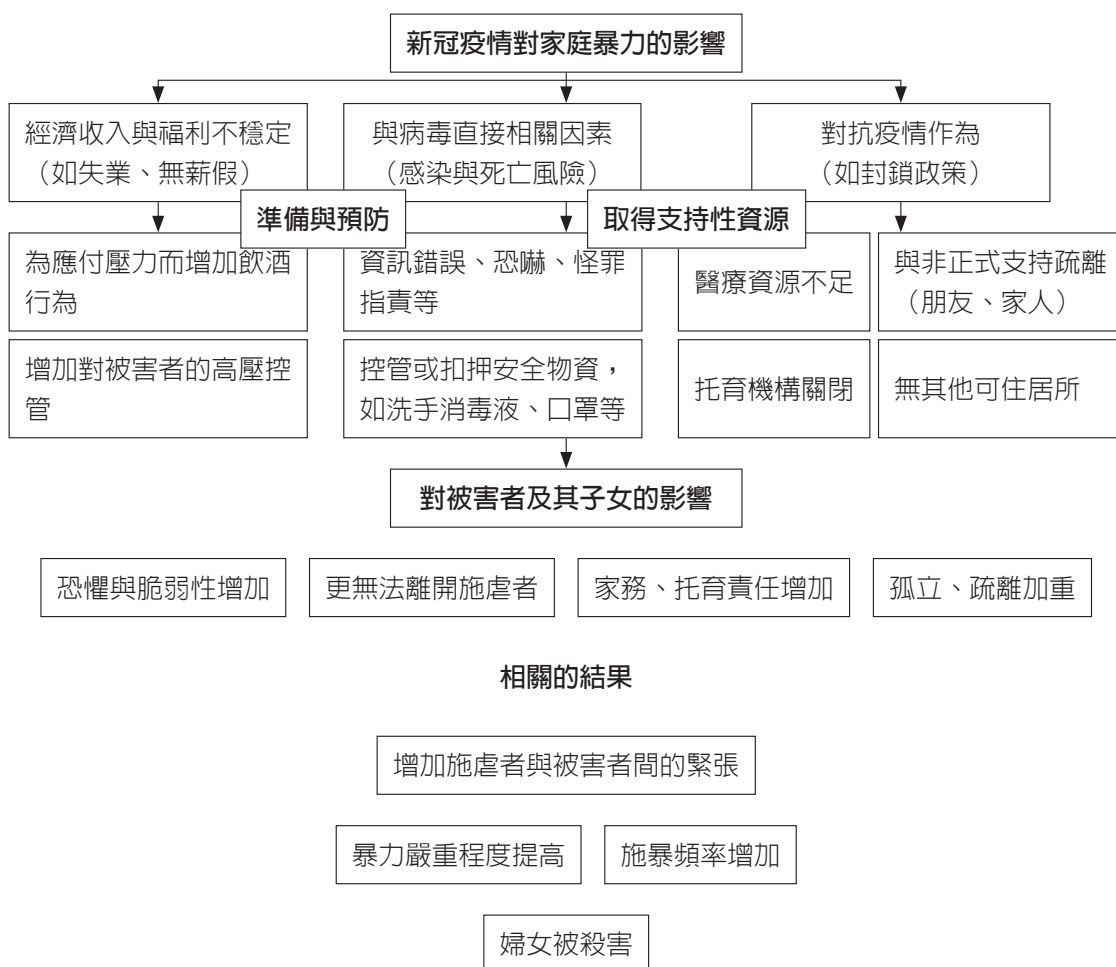 新冠疫情對家庭暴力的影響
經濟收入與福利不穩定
（如失業、無薪假）
與病毒直接相關因素
（感染與死亡風險）
對抗疫情作為
（如封鎖政策）
準備與預防
取得支持性資源
為應付壓力而增加飲酒
行為
資訊錯誤、恐嚇、怪罪
指責等
醫療資源不足
與非正式支持疏離
（朋友、家人）
增加對被害者的高壓控
管
控管或扣押安全物資，
如洗手消毒液、口罩等
托育機構關閉
無其他可住居所
對被害者及其子女的影響
恐懼與脆弱性增加
更無法離開施虐者
家務、托育責任增加
孤立、疏離加重
相關的結果
增加施虐者與被害者間的緊張
暴力嚴重程度提高
施暴頻率增加
婦女被殺害